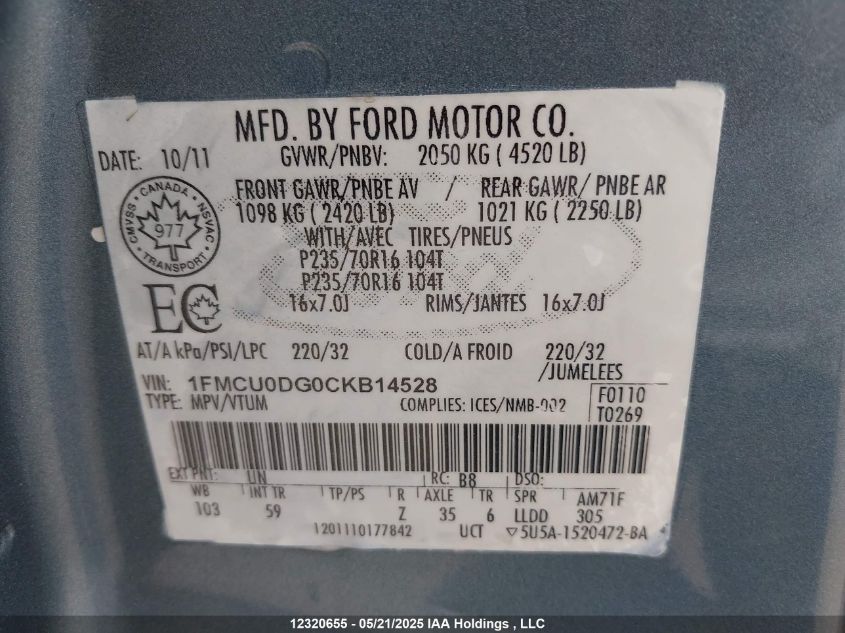 MFD. BY FORD MOTOR CO.
DATE: 10/11 GVWR/PNBV: 2050 KG ( 4520 LB)
FRONT GAWR/PNBE AV / REAR GAWR/ PNBE AR
1098 KG ( 2420 LB) 1021 KG ( 2250 LB)
WITH/AVEC TIRES/PNEUS
P235/70R16 104T
P235/70R16 104T
16x7.0J RIMS/JANTES 16x7.0J
CANADA
CMVSS 977 NSVAC
TRANSPORT
EC
AT/A kPa/PSI/LPC 220/32 COLD/A FROID 220/32
/JUMELEES
VIN: 1FMCU0DG0CKB14528
TYPE: MPV/VTUM COMPLIES: ICES/NMB-002
F0110
T0269
EXT PNT: UN RC: B8 DSO:
WB INT TR TP/PS R AXLE TR SPR AM71F
103 59 Z 35 6 LLDD 305
1201110177842 UCT ▽5U5A-1520472-BA
12320655 - 05/21/2025 IAA Holdings , LLC